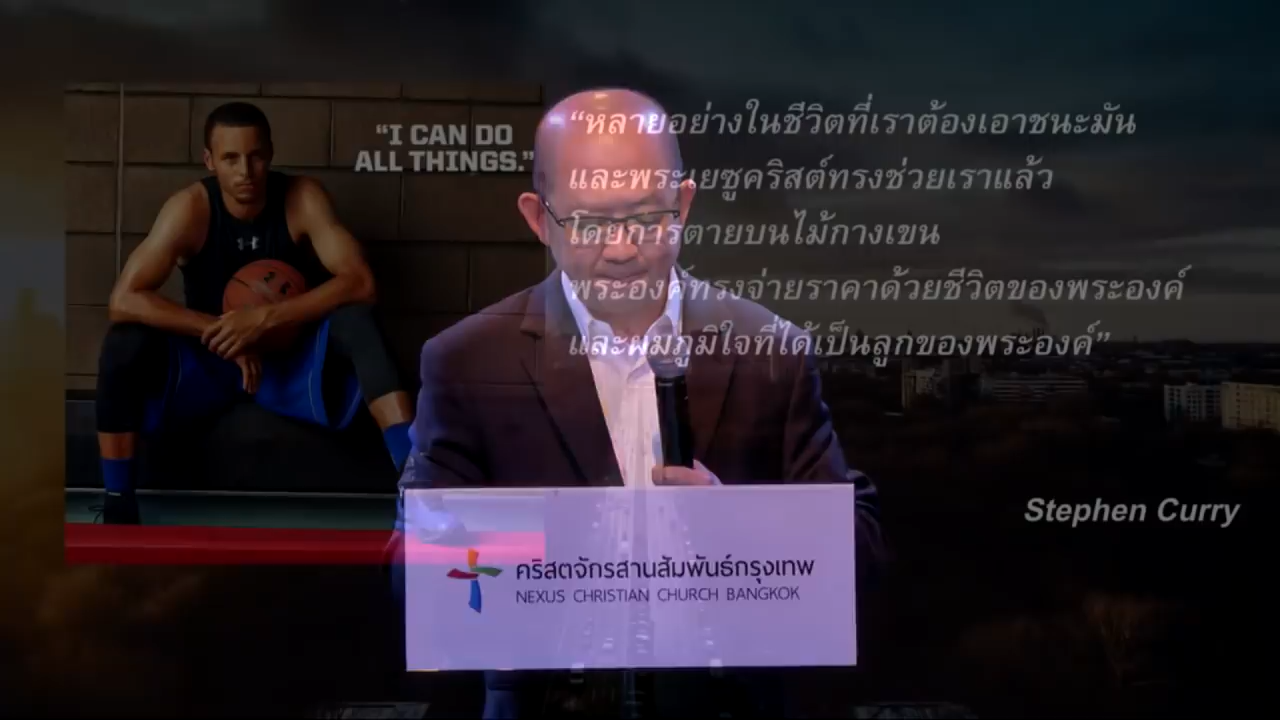 “I CAN DO
ALL THINGS.”
“หลายอย่างในชีวิตที่เราต้องเอาชนะมัน
และพระเยซูคริสต์ทรงช่วยเราแล้ว
โดยการตายบนไม้กางเขน
พระองค์ทรงจ่ายราคาด้วยชีวิตของพระองค์
และผมภูมิใจที่ได้เป็นลูกของพระองค์”
Stephen Curry
คริสตจักรสานสัมพันธ์กรุงเทพ
NEXUS CHRISTIAN CHURCH BANGKOK